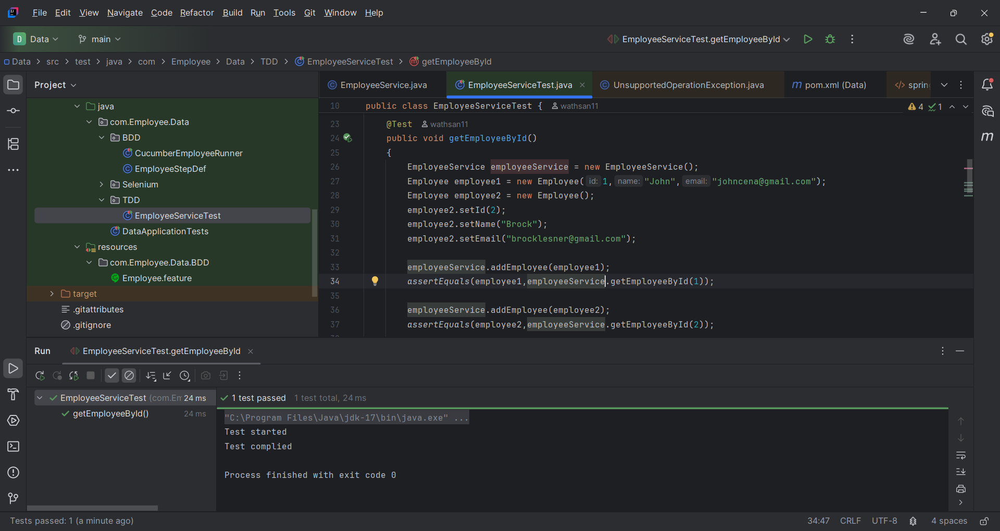 File Edit View Navigate Code Refactor Build Run Tools Git Window Help
D Data main EmployeeServiceTest.getEmployeeById
Data > src > test > java > com > Employee > Data > TDD > EmployeeServiceTest > getEmployeeById
Project
EmployeeService.java EmployeeServiceTest.java UnsupportedOperationException.java pom.xml (Data) sprin
java
com.Employee.Data
BDD
CucumberEmployeeRunner
EmployeeStepDef
Selenium
TDD
EmployeeServiceTest
DataApplicationTests
resources
com.Employee.Data.BDD
Employee.feature
target
.gitattributes
.gitignore
10 public class EmployeeServiceTest { wathsan11 4 1
23 @Test wathsan11
24 public void getEmployeeById()
25 {
26 EmployeeService employeeService = new EmployeeService();
27 Employee employee1 = new Employee( id: 1, name: "John", email: "johncena@gmail.com");
28 Employee employee2 = new Employee();
29 employee2.setId(2);
30 employee2.setName("Brock");
31 employee2.setEmail("brocklesner@gmail.com");
32
33 employeeService.addEmployee(employee1);
34 assertEquals(employee1,employeeService.getEmployeeById(1));
35
36 employeeService.addEmployee(employee2);
37 assertEquals(employee2,employeeService.getEmployeeById(2));
Run EmployeeServiceTest.getEmployeeById
EmployeeServiceTest (com.Em 24 ms
getEmployeeById() 24 ms
1 test passed 1 test total, 24 ms
"C:\Program Files\Java\jdk-17\bin\java.exe" ...
Test started
Test complied
Process finished with exit code 0
Tests passed: 1 (a minute ago) 34:47 CRLF UTF-8 4 spaces